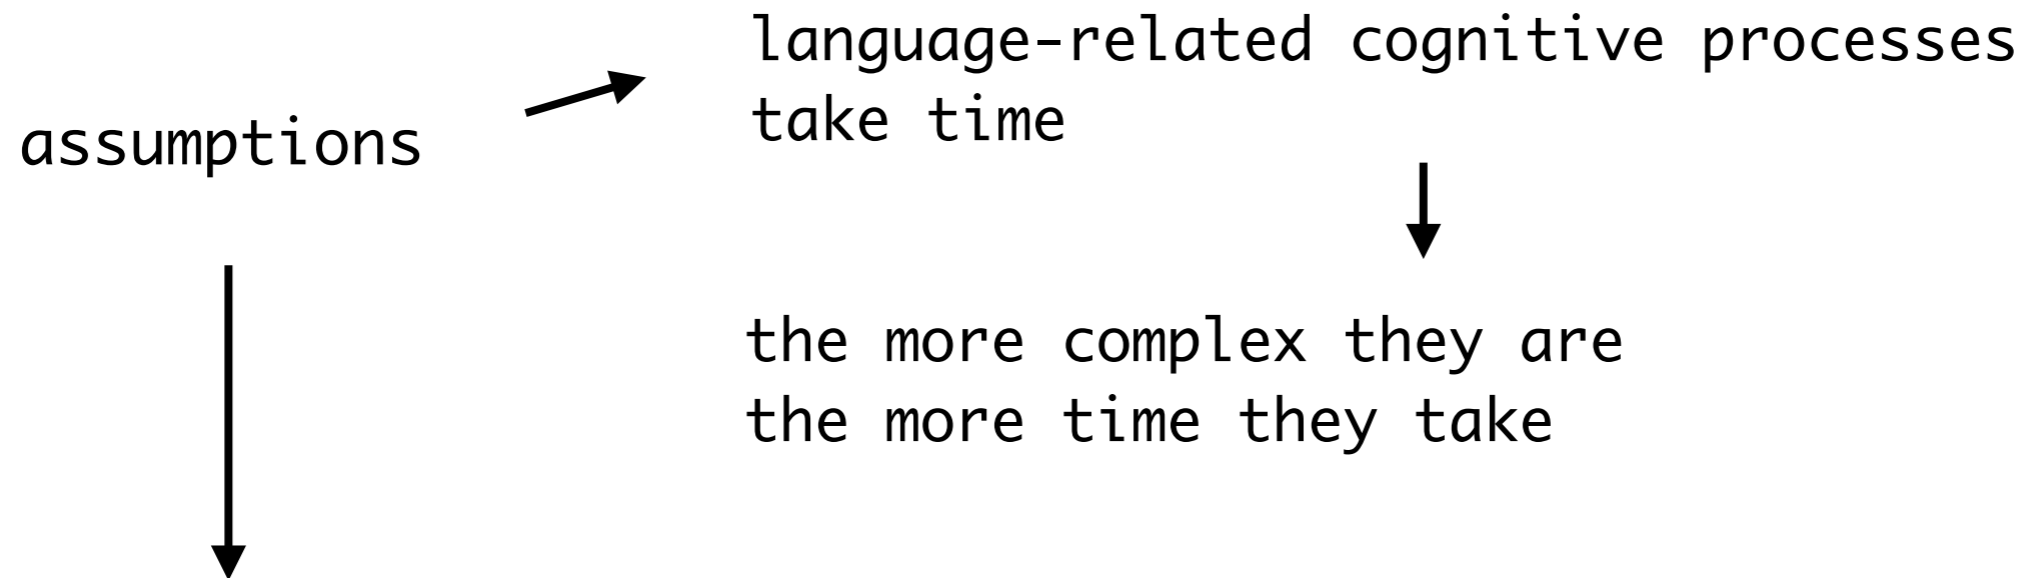 assumptions
language-related cognitive processes
take time
the more complex they are
the more time they take